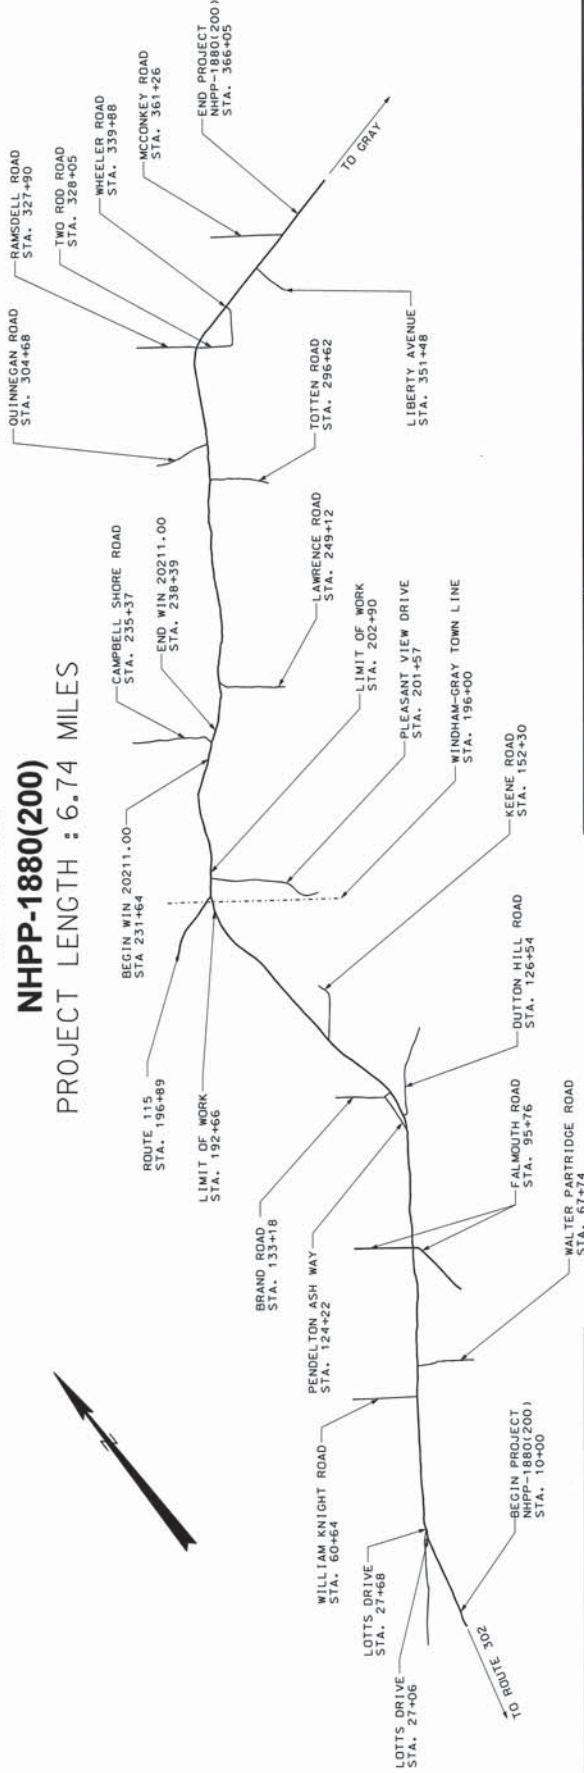 NHPP-1880(200)
PROJECT LENGTH : 6.74 MILES
TO ROUTE 302
BEGIN PROJECT
NHPP-1880(200)
STA. 10+00
LOTTS DRIVE
STA. 27+06
LOTTS DRIVE
STA. 27+68
WILLIAM KNIGHT ROAD
STA. 60+64
WALTER PARTRIDGE ROAD
STA. 67+74
FALMOUTH ROAD
STA. 95+76
PENDELTON ASH WAY
STA. 124+22
DUTTON HILL ROAD
STA. 126+54
BRAND ROAD
STA. 133+18
KEENE ROAD
STA. 152+30
LIMIT OF WORK
STA. 192+66
WINDHAM-GRAY TOWN LINE
STA. 196+00
ROUTE 115
STA. 196+89
PLEASANT VIEW DRIVE
STA. 201+57
LIMIT OF WORK
STA. 202+90
BEGIN WIN 20211.00
STA 231+64
CAMPBELL SHORE ROAD
STA. 235+37
END WIN 20211.00
STA. 238+39
LAWRENCE ROAD
STA. 249+12
TOTTEN ROAD
STA. 296+62
QUINNEGAN ROAD
STA. 304+68
RAMSDELL ROAD
STA. 327+90
TWO ROD ROAD
STA. 328+05
WHEELER ROAD
STA. 339+88
LIBERTY AVENUE
STA. 351+48
MCCONKEY ROAD
STA. 361+26
END PROJECT
NHPP-1880(200)
STA. 366+05
TO GRAY